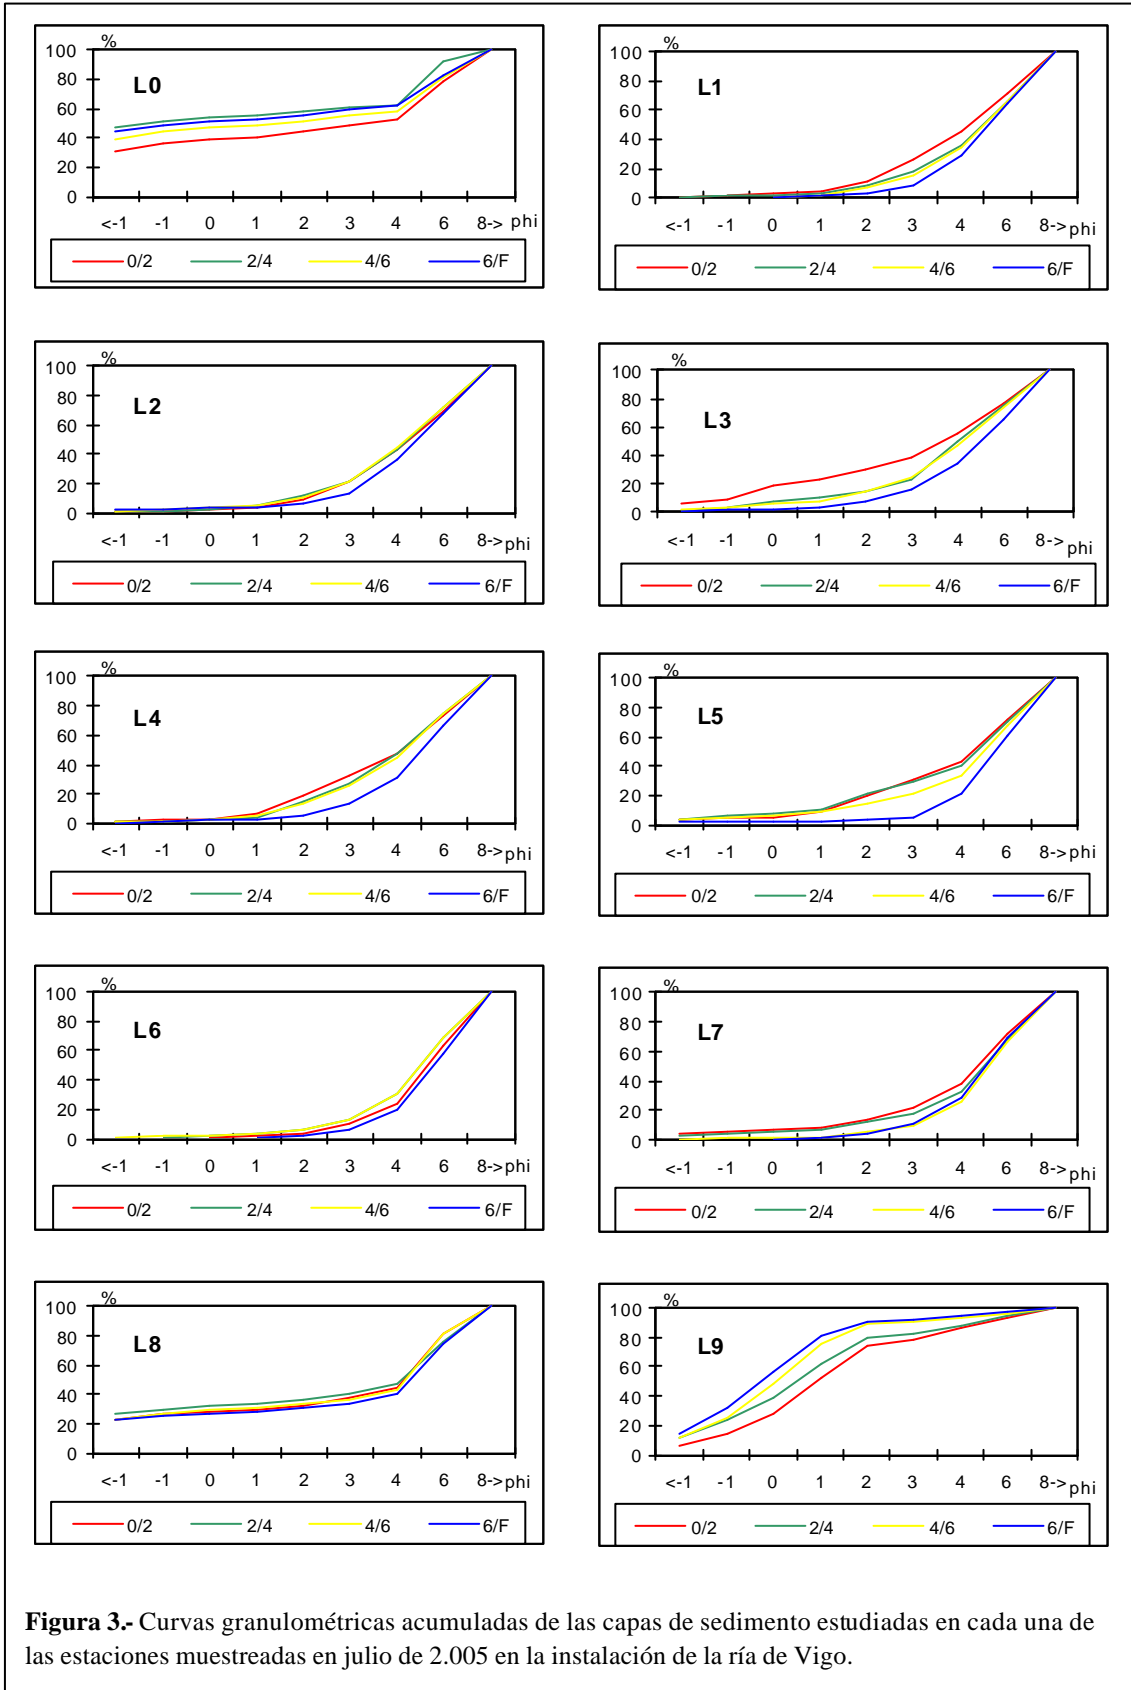 %
100
80
60
40
20
0
L0
<-1 -1 0 1 2 3 4 6 8-> phi
0/2 2/4 4/6 6/F
100
80
60
40
20
0
L1
<-1 -1 0 1 2 3 4 6 8-> phi
0/2 2/4 4/6 6/F
%
100
80
60
40
20
0
L2
<-1 -1 0 1 2 3 4 6 8-> phi
0/2 2/4 4/6 6/F
%
100
80
60
40
20
0
L3
<-1 -1 0 1 2 3 4 6 8-> phi
0/2 2/4 4/6 6/F
%
100
80
60
40
20
0
L4
<-1 -1 0 1 2 3 4 6 8-> phi
0/2 2/4 4/6 6/F
%
100
80
60
40
20
0
L5
<-1 -1 0 1 2 3 4 6 8-> phi
0/2 2/4 4/6 6/F
%
100
80
60
40
20
0
L6
<-1 -1 0 1 2 3 4 6 8-> phi
0/2 2/4 4/6 6/F
%
100
80
60
40
20
0
L7
<-1 -1 0 1 2 3 4 6 8-> phi
0/2 2/4 4/6 6/F
%
100
80
60
40
20
0
L8
<-1 -1 0 1 2 3 4 6 8-> phi
0/2 2/4 4/6 6/F
%
100
80
60
40
20
0
L9
<-1 -1 0 1 2 3 4 6 8-> phi
0/2 2/4 4/6 6/F
Figura 3.- Curvas granulométricas acumuladas de las capas de sedimento estudiadas en cada una de
las estaciones muestreadas en julio de 2.005 en la instalación de la ría de Vigo.